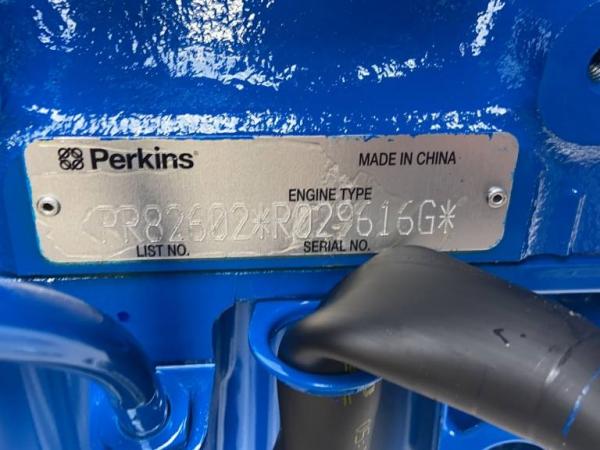 Perkins
MADE IN CHINA
ENGINE TYPE
RR82602*R029616G*
LIST NO. SERIAL NO.